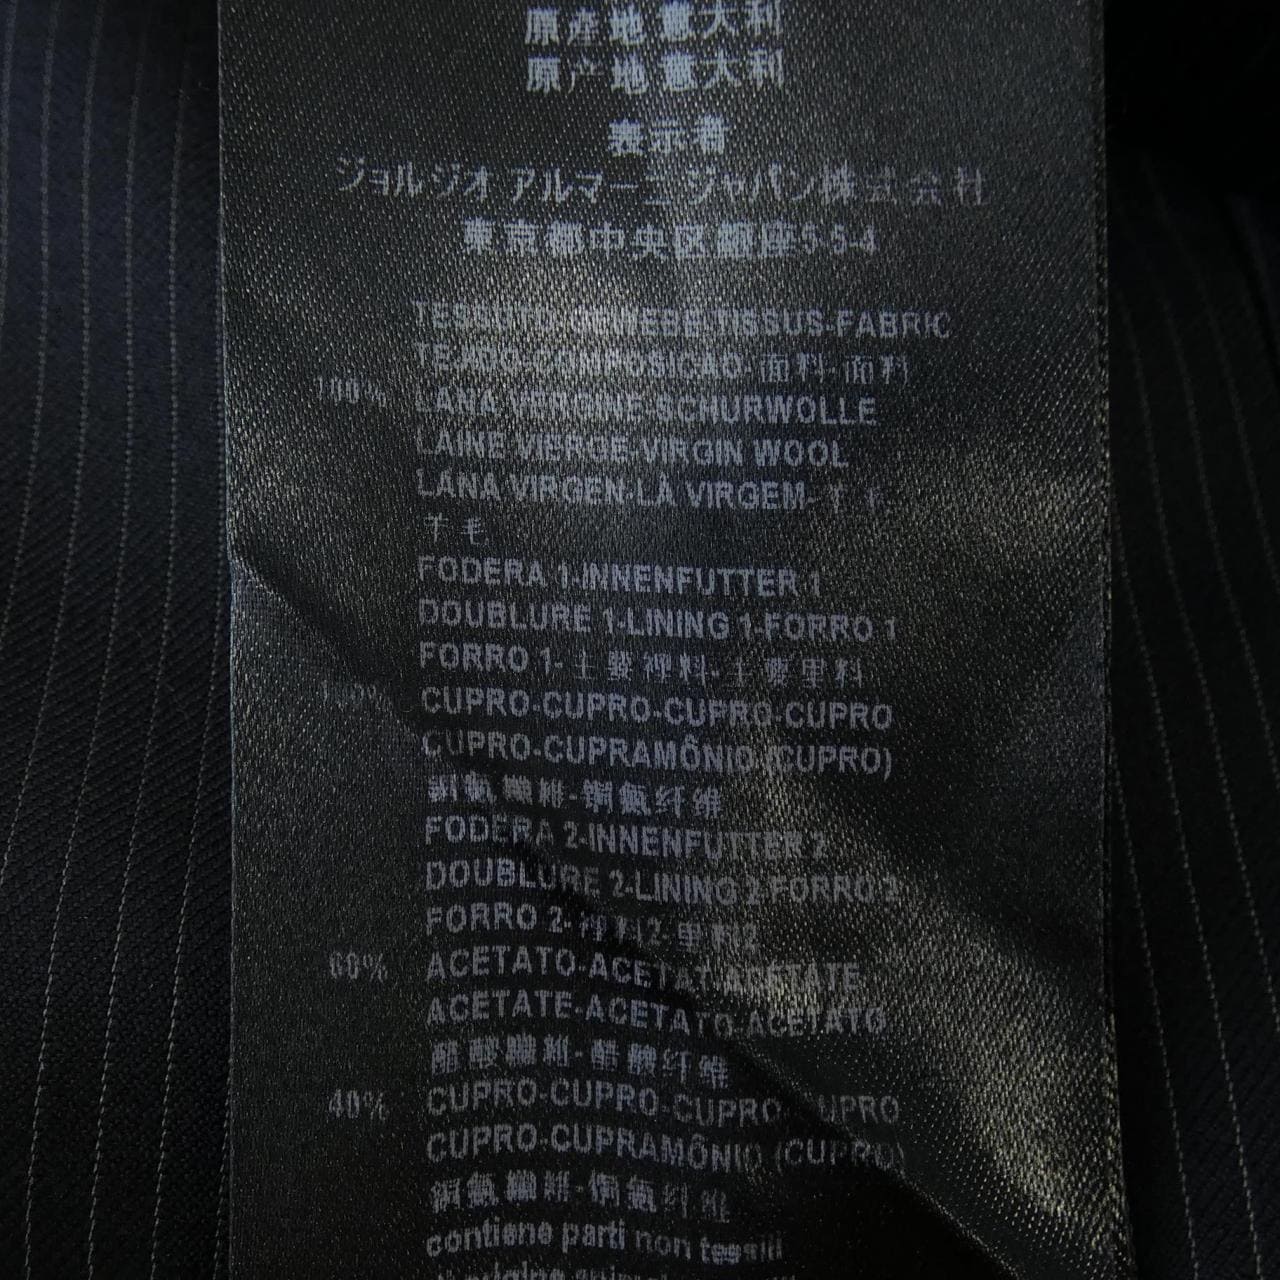 原産地意大利
原产地意大利
表示者
ジョルジオ アルマーニ ジャパン株式会社
東京都中央区銀座5-5-4
TESSUTO-GEWEBE-TISSUS-FABRIC
TEJADO-COMPOSICAO-面料-面料
100% LANA VERGINE-SCHURWOLLE
LAINE VIERGE-VIRGIN WOOL
LANA VIRGEN-LÀ VIRGEM-羊毛
羊毛
FODERA 1-INNENFUTTER 1
DOUBLURE 1-LINING 1-FORRO 1
FORRO 1-主要裡料-主要里料
100% CUPRO-CUPRO-CUPRO-CUPRO
CUPRO-CUPRAMÔNIO (CUPRO)
銅氨纖維-铜氨纤维
FODERA 2-INNENFUTTER 2
DOUBLURE 2-LINING 2-FORRO 2
FORRO 2-裡料2-里料2
60% ACETATO-ACETAT-ACETATE
ACETATE-ACETATO-ACETATO
醋酸纖維-醋酸纤维
40% CUPRO-CUPRO-CUPRO-CUPRO
CUPRO-CUPRAMÔNIO (CUPRO)
銅氨纖維-铜氨纤维
contiene parti non tessili